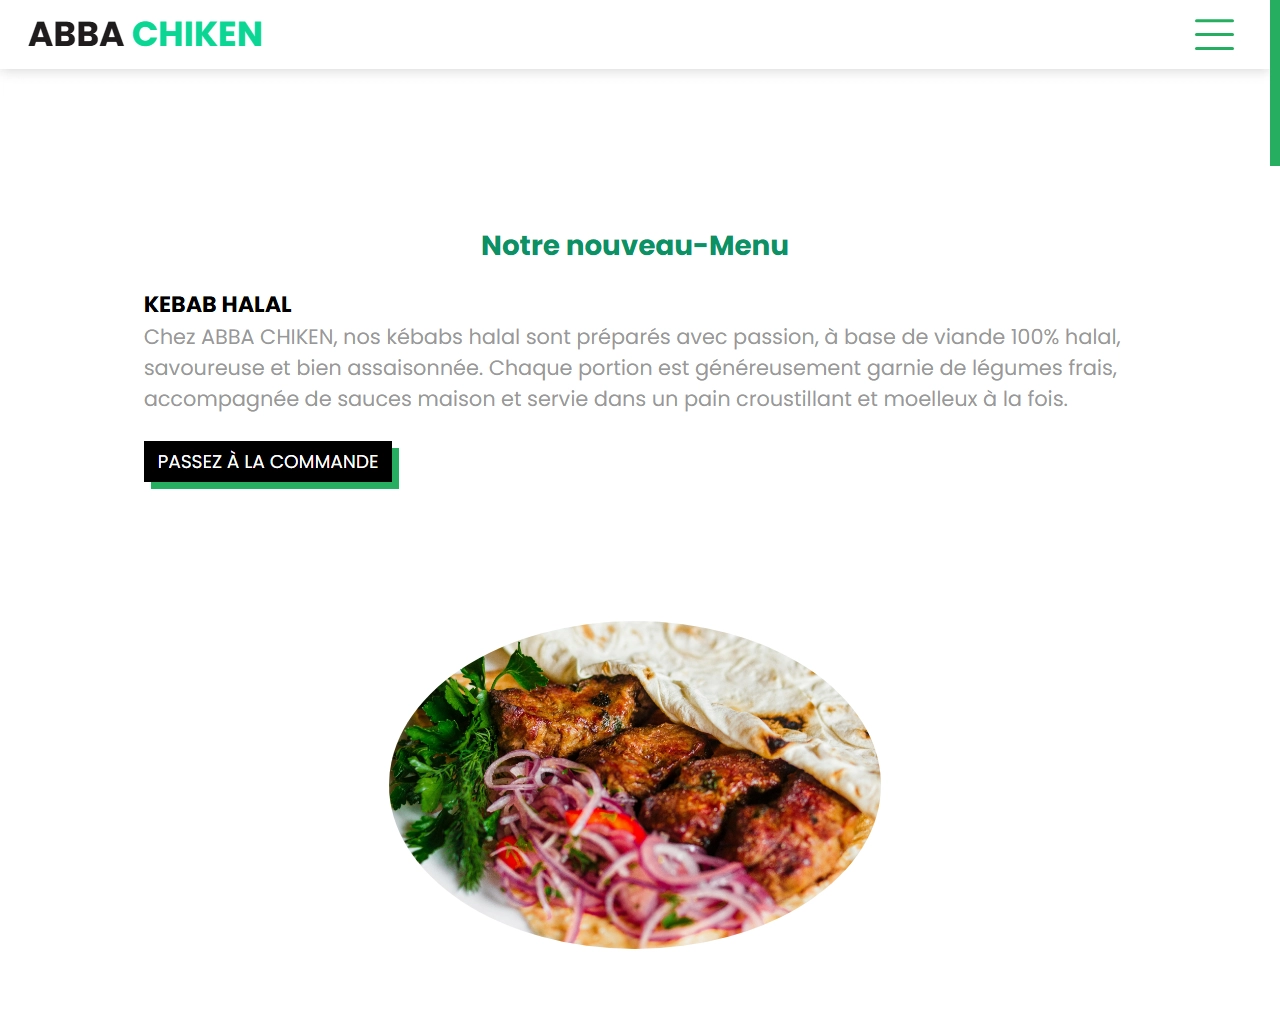 ABBA CHIKEN
Notre nouveau-Menu
KEBAB HALAL
Chez ABBA CHIKEN, nos kébabs halal sont préparés avec passion, à base de viande 100% halal,
savoureuse et bien assaisonnée. Chaque portion est généreusement garnie de légumes frais,
accompagnée de sauces maison et servie dans un pain croustillant et moelleux à la fois.
PASSEZ À LA COMMANDE